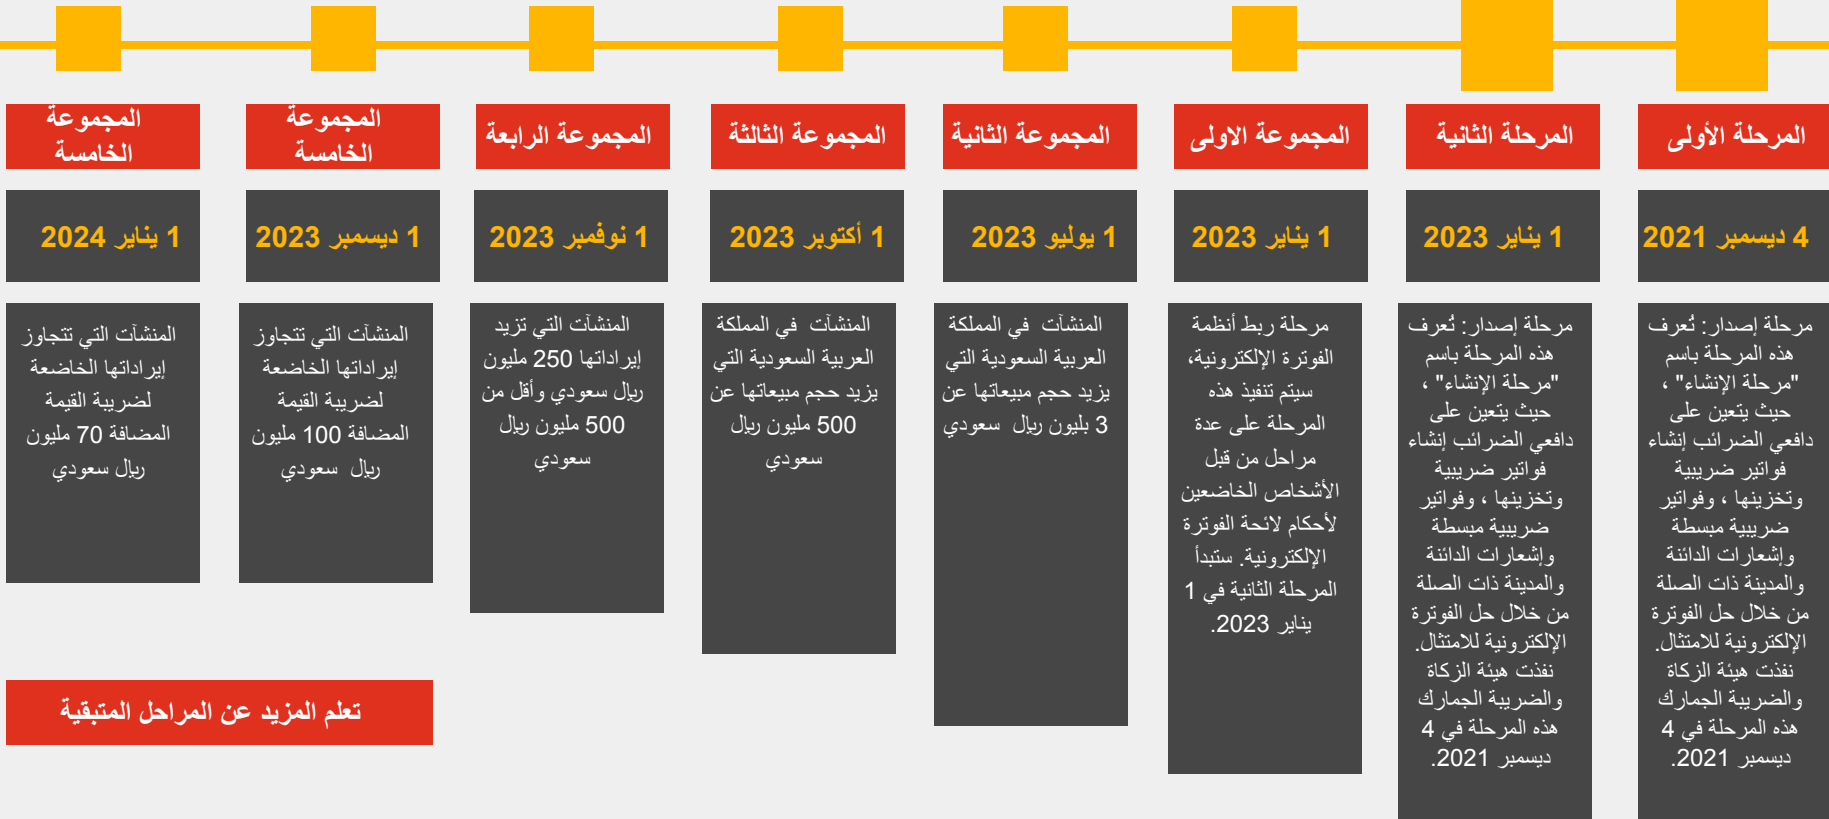 المرحلة الأولى
4 ديسمبر 2021
مرحلة إصدار: تُعرف
هذه المرحلة باسم
"مرحلة الإنشاء" ،
حيث يتعين على
دافعي الضرائب إنشاء
فواتير ضريبية
وتخزينها ، وفواتير
ضريبية مبسطة
وإشعارات الدائنة
والمدينة ذات الصلة
من خلال حل الفوترة
الإلكترونية للامتثال.
نفذت هيئة الزكاة
والضريبة الجمارك
هذه المرحلة في 4
ديسمبر 2021.
المرحلة الثانية
1 يناير 2023
مرحلة إصدار: تُعرف
هذه المرحلة باسم
"مرحلة الإنشاء" ،
حيث يتعين على
دافعي الضرائب إنشاء
فواتير ضريبية
وتخزينها ، وفواتير
ضريبية مبسطة
وإشعارات الدائنة
والمدينة ذات الصلة
من خلال حل الفوترة
الإلكترونية للامتثال.
نفذت هيئة الزكاة
والضريبة الجمارك
هذه المرحلة في 4
ديسمبر 2021.
المجموعة الاولى
1 يناير 2023
مرحلة ربط أنظمة
الفوترة الإلكترونية،
سيتم تنفيذ هذه
المرحلة على عدة
مراحل من قبل
الأشخاص الخاضعين
لأحكام لائحة الفوترة
الإلكترونية. ستبدأ
المرحلة الثانية في 1
يناير 2023.
المجموعة الثانية
1 يوليو 2023
المنشآت في المملكة
العربية السعودية التي
يزيد حجم مبيعاتها عن
3 بليون ريال سعودي
المجموعة الثالثة
1 أكتوبر 2023
المنشآت في المملكة
العربية السعودية التي
يزيد حجم مبيعاتها عن
500 مليون ريال
سعودي
المجموعة الرابعة
1 نوفمبر 2023
المنشآت التي تزيد
إيراداتها 250 مليون
ريال سعودي وأقل من
500 مليون ريال
سعودي
المجموعة
الخامسة
1 ديسمبر 2023
المنشآت التي تتجاوز
إيراداتها الخاضعة
لضريبة القيمة
المضافة 100 مليون
ريال سعودي
المجموعة
الخامسة
1 يناير 2024
المنشآت التي تتجاوز
إيراداتها الخاضعة
لضريبة القيمة
المضافة 70 مليون
ريال سعودي
تعلم المزيد عن المراحل المتبقية